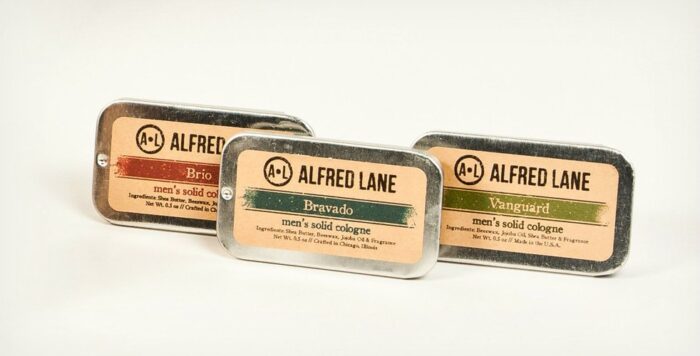 A•L ALFRED
Brio
men's solid
Ingredients: Shea Butter, Beeswax, Jojoba Oil
Net Wt. 0.5 oz // Crafted in
A•L ALFRED LANE
Bravado
men's solid cologne
Ingredients: Shea Butter, Beeswax, Jojoba Oil & Fragrance
Net Wt. 0.5 oz // Crafted in Chicago, Illinois
A•L ALFRED LANE
Vanguard
men's solid cologne
Ingredients: Beeswax, Jojoba Oil, Shea Butter & Fragrance
Net Wt. 0.5 oz // Made in the U.S.A.